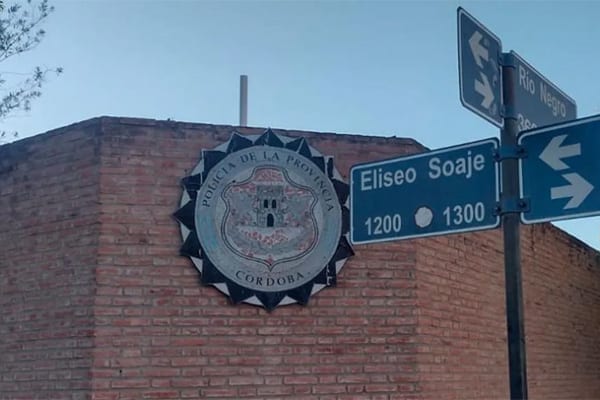 POLICIA DE LA PROVINCIA
CORDOBA
Eliseo Soaje
1200 1300
Río Negro